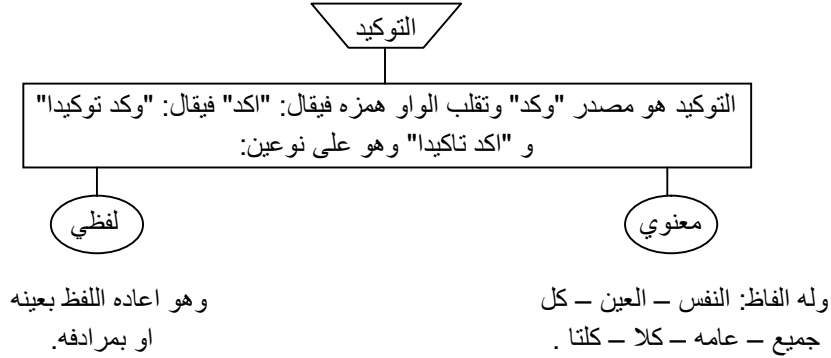 التوكيد
التوكيد هو مصدر "وكد" وتقلب الواو همزه فيقال: "اكد" فيقال: "وكد توكيدا"
و "اكد تاكيدا" وهو على نوعين:
معنوي
لفظي
وله الفاظ: النفس – العين – كل
جميع – عامه – كلا – كلتا .
وهو اعاده اللفظ بعينه
او بمرادفه.